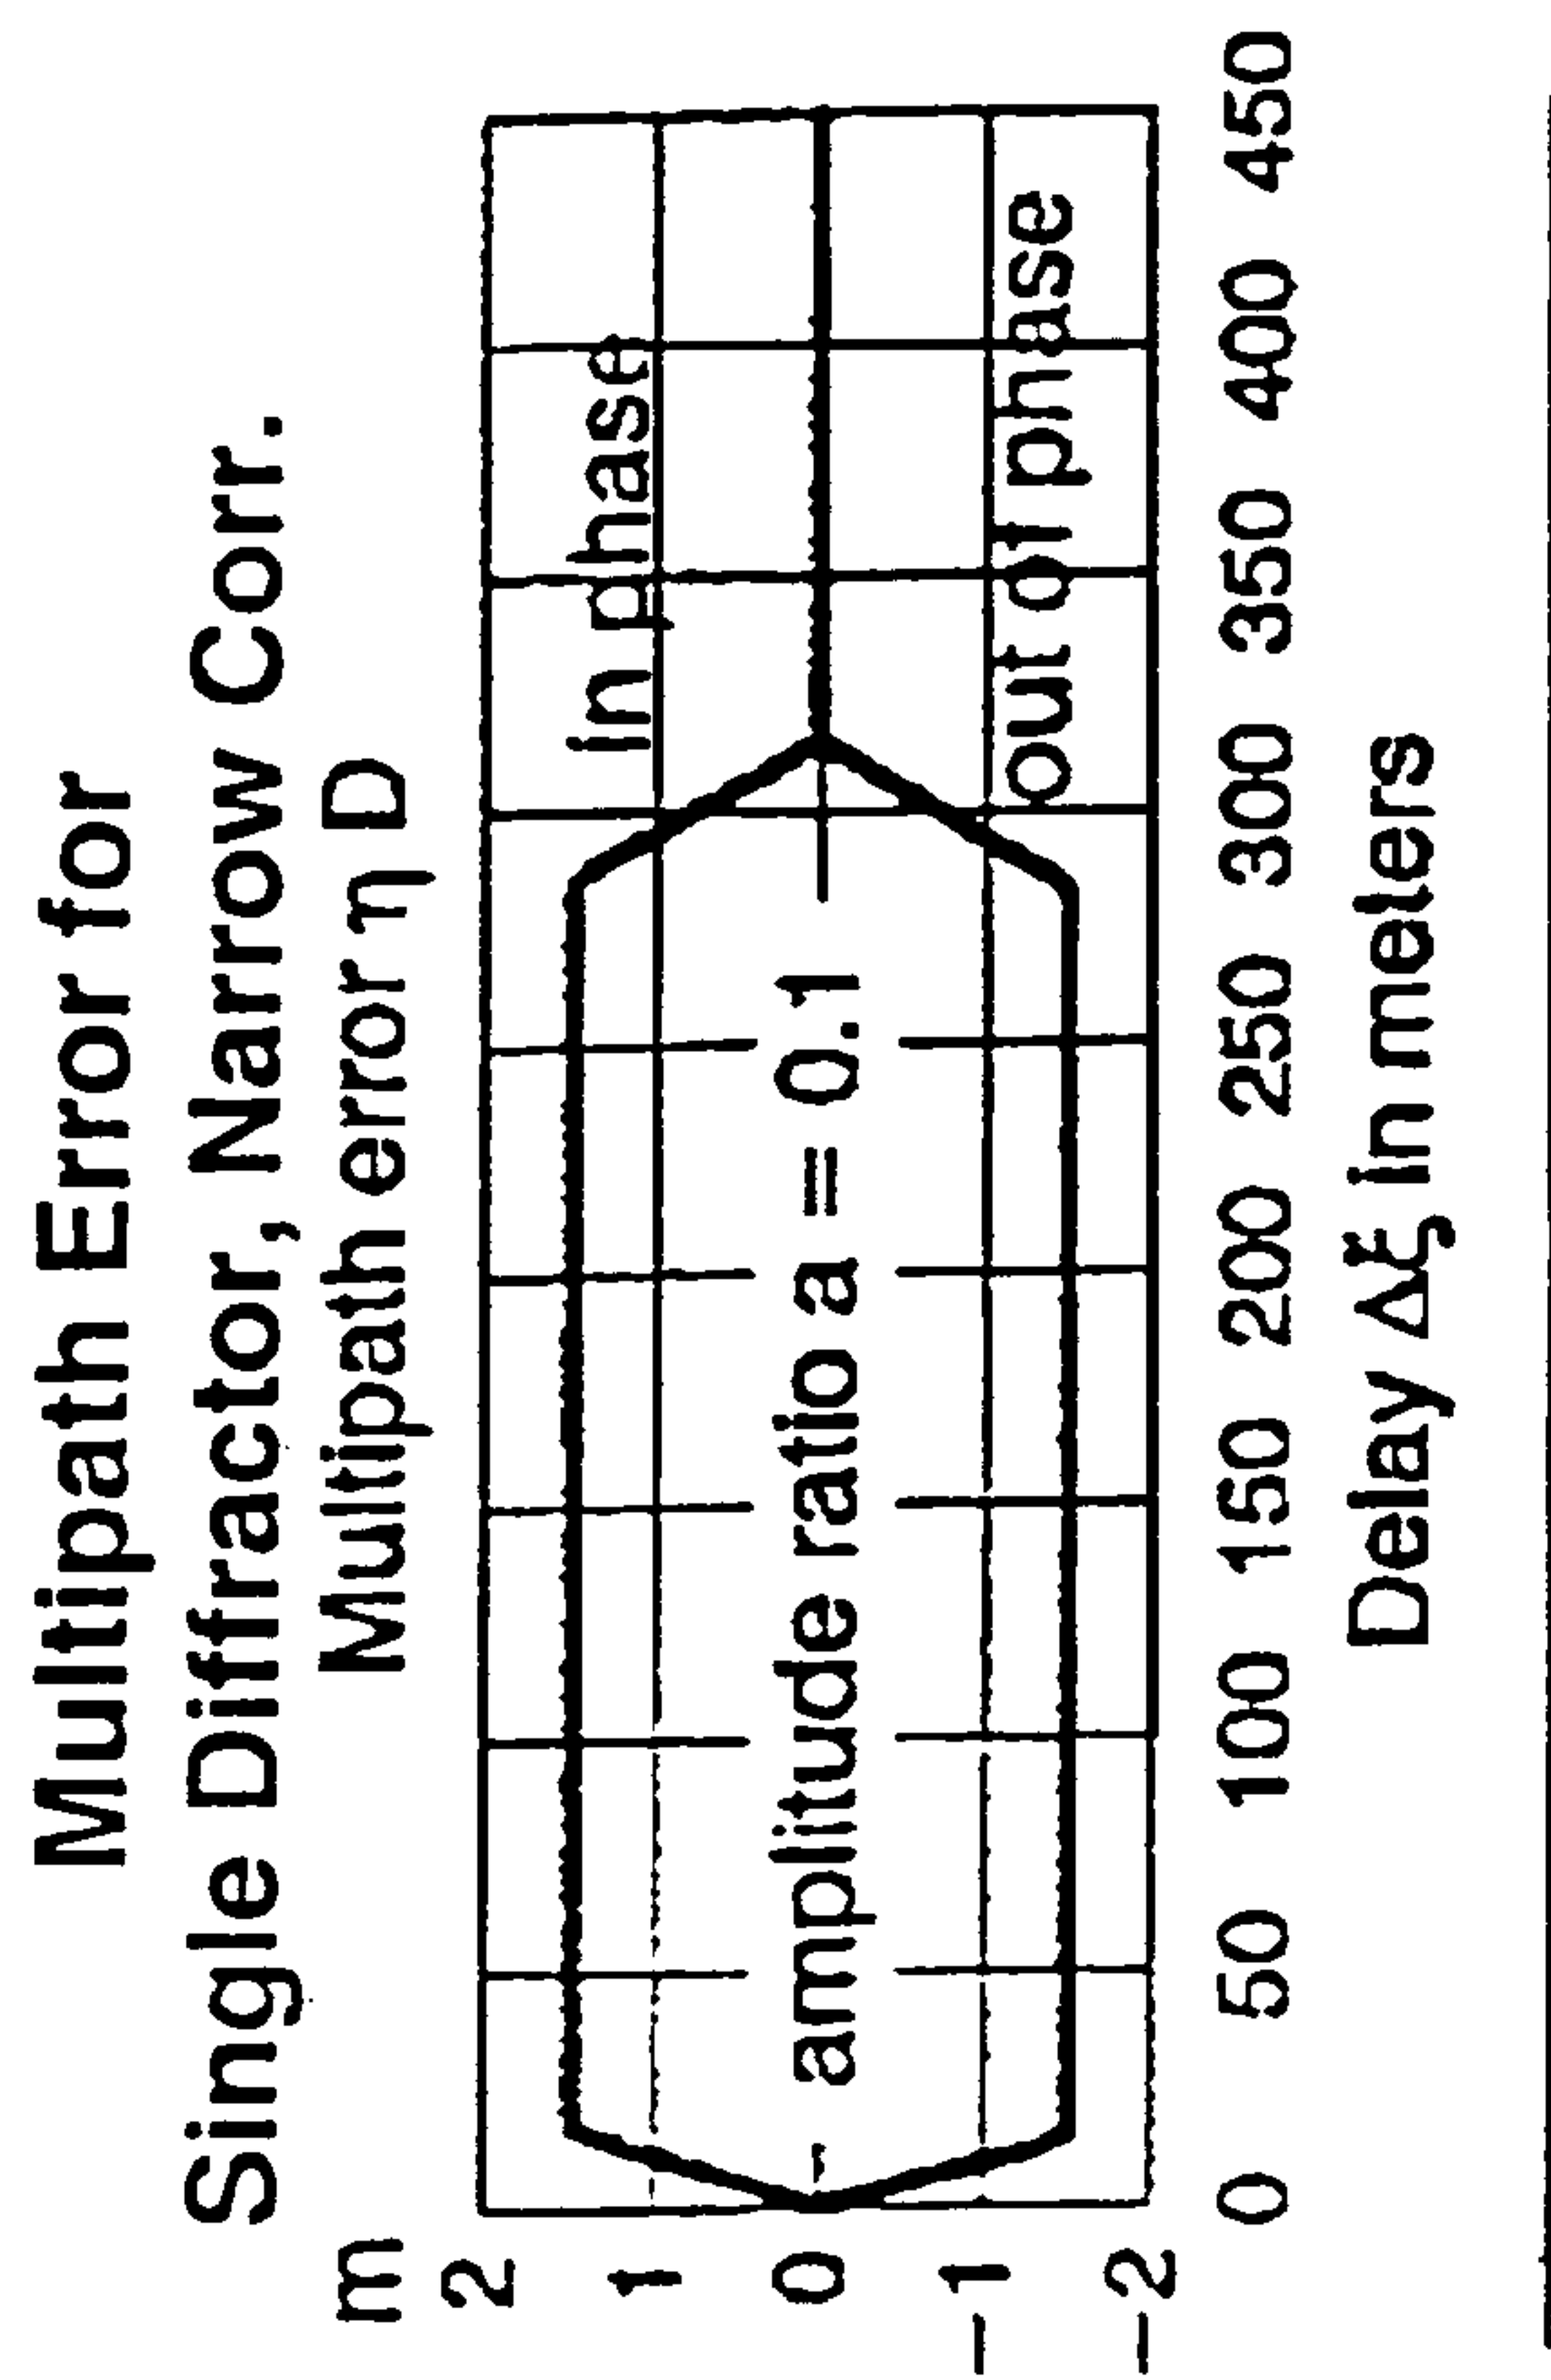 Multipath Error for
Single Diffractor, Narrow Corr.
Multipath error η D
m
2
1
0
-1
-2
in phase
amplitude ratio a = 0.1
out of phase
0 50 100 150 200 250 300 350 400 450
Delay Δξ in meters